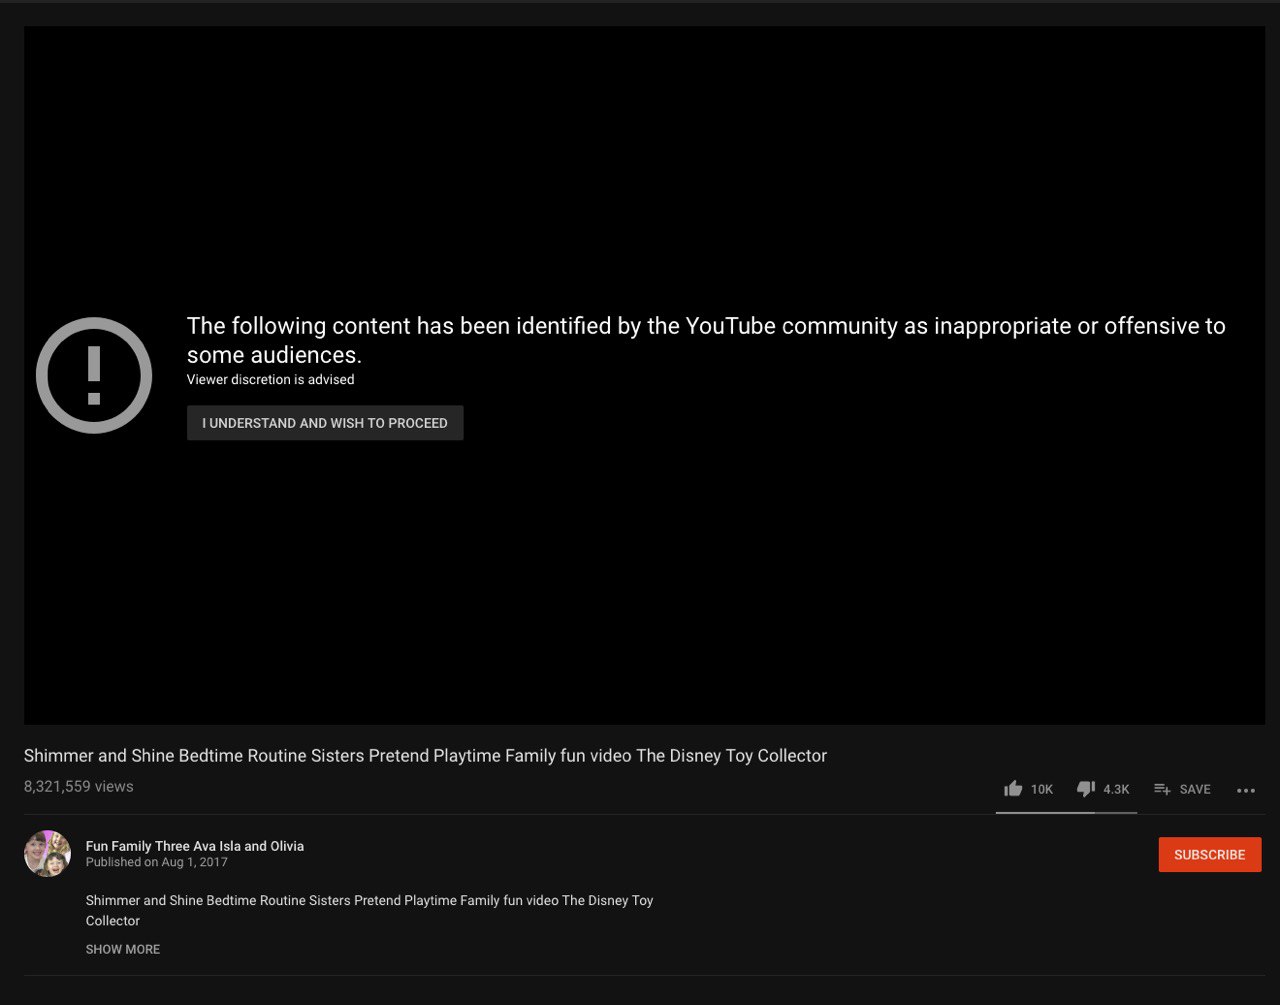 The following content has been identified by the YouTube community as inappropriate or offensive to
some audiences.
Viewer discretion is advised
I UNDERSTAND AND WISH TO PROCEED
Shimmer and Shine Bedtime Routine Sisters Pretend Playtime Family fun video The Disney Toy Collector
8,321,559 views
10K 4.3K SAVE
Fun Family Three Ava Isla and Olivia
Published on Aug 1, 2017
SUBSCRIBE
Shimmer and Shine Bedtime Routine Sisters Pretend Playtime Family fun video The Disney Toy
Collector
SHOW MORE